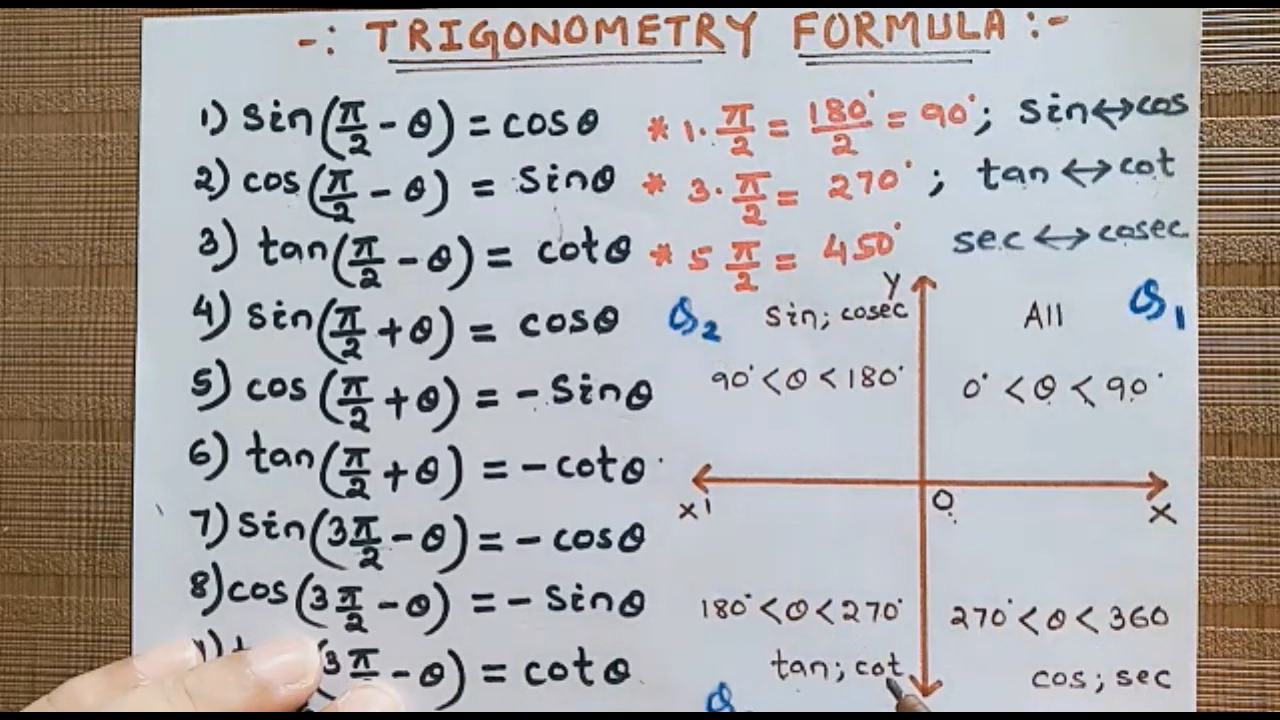 -: TRIGONOMETRY FORMULA :-
1) sin(π/2 - θ) = cosθ
2) cos(π/2 - θ) = sinθ
3) tan(π/2 - θ) = cotθ
4) sin(π/2 + θ) = cosθ
5) cos(π/2 + θ) = - sinθ
6) tan(π/2 + θ) = - cotθ
7) sin(3π/2 - θ) = - cosθ
8) cos(3π/2 - θ) = - sinθ
(3π/2 - θ) = cotθ
* 1. π/2 = 180°/2 = 90° ; sin↔cos
* 3. π/2 = 270° ; tan↔cot
* 5 π/2 = 450° sec↔cosec
Y
Q2 sin; cosec All Q1
90° < θ < 180° 0° < θ < 90°
X' O X
180° < θ < 270° 270° < θ < 360
tan; cot cos; sec